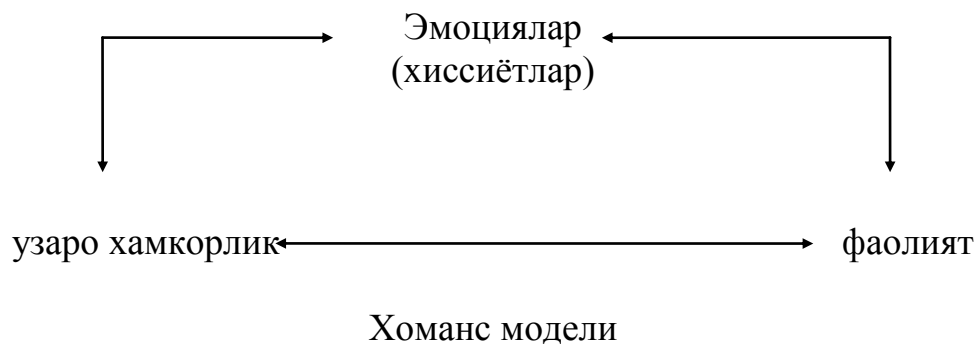 Эмоциялар
(хиссиётлар)
узаро хамкорлик
фаолият
Хоманс модели